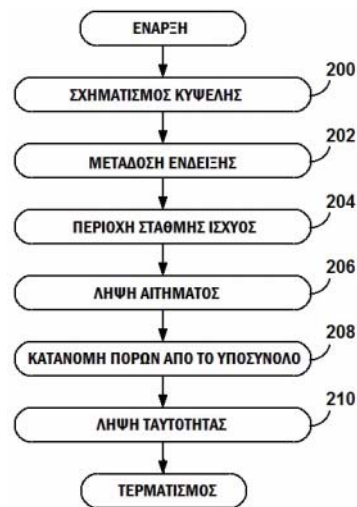 ΕΝΑΡΞΗ
200
ΣΧΗΜΑΤΙΣΜΟΣ ΚΥΨΕΛΗΣ
202
ΜΕΤΑΔΟΣΗ ΕΝΔΕΙΞΗΣ
204
ΠΕΡΙΟΧΗ ΣΤΑΘΜΗΣ ΙΣΧΥΟΣ
206
ΛΗΨΗ ΑΙΤΗΜΑΤΟΣ
208
ΚΑΤΑΝΟΜΗ ΠΟΡΩΝ ΑΠΟ ΤΟ ΥΠΟΣΥΝΟΛΟ
210
ΛΗΨΗ ΤΑΥΤΟΤΗΤΑΣ
ΤΕΡΜΑΤΙΣΜΟΣ